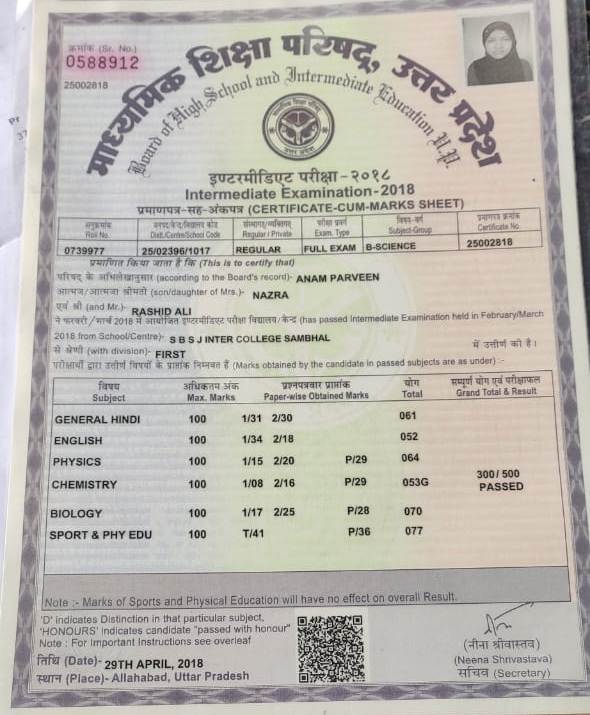 क्रमांक (Sr. No.)
0588912
25002818
माध्यमिक शिक्षा परिषद्, उत्तर प्रदेश
Board of High School and Intermediate Education U.P.
इण्टरमीडिएट परीक्षा-२०१८
Intermediate Examination-2018
प्रमाणपत्र-सह-अंकपत्र (CERTIFICATE-CUM-MARKS SHEET)
अनुक्रमांक जनपद/केन्द्र/विद्यालय कोड संस्थागत/व्यक्तिगत परीक्षा प्रकार विषय-वर्ग प्रमाणपत्र क्रमांक
Roll No. Distt./Centre/School Code Regular / Private Exam. Type Subject-Group Certificate No.
0739977 25/02396/1017 REGULAR FULL EXAM B-SCIENCE 25002818
प्रमाणित किया जाता है कि (This is to certify that)
परिषद के अभिलेखानुसार (according to the Board's record)- ANAM PARVEEN
आत्मज/आत्मजा श्रीमती (son/daughter of Mrs.)- NAZRA
एवं श्री (and Mr.)- RASHID ALI
ने फरवरी/मार्च 2018 में आयोजित इण्टरमीडिएट परीक्षा विद्यालय/केन्द्र (has passed Intermediate Examination held in February/March
2018 from School/Centre)- S B S J INTER COLLEGE SAMBHAL
से श्रेणी (with division)- FIRST में उत्तीर्ण की है।
परीक्षार्थी द्वारा उत्तीर्ण विषयों के प्राप्तांक निम्नवत हैं (Marks obtained by the candidate in passed subjects are as under) :-
विषय अधिकतम अंक प्रश्नपत्रवार प्राप्तांक योग सम्पूर्ण योग एवं परीक्षाफल
Subject Max. Marks Paper-wise Obtained Marks Total Grand Total & Result
GENERAL HINDI 100 1/31 2/30 061
ENGLISH 100 1/34 2/18 052
PHYSICS 100 1/15 2/20 P/29 064
CHEMISTRY 100 1/08 2/16 P/29 053G
300/500
PASSED
BIOLOGY 100 1/17 2/25 P/28 070
SPORT & PHY EDU 100 T/41 P/36 077
Note :- Marks of Sports and Physical Education will have no effect on overall Result.
'D' indicates Distinction in that particular subject,
'HONOURS' indicates candidate "passed with honour"
Note : For Important Instructions see overleaf
तिथि (Date)- 29TH APRIL, 2018
स्थान (Place)- Allahabad, Uttar Pradesh
(नीना श्रीवास्तव)
(Neena Shrivastava)
सचिव (Secretary)